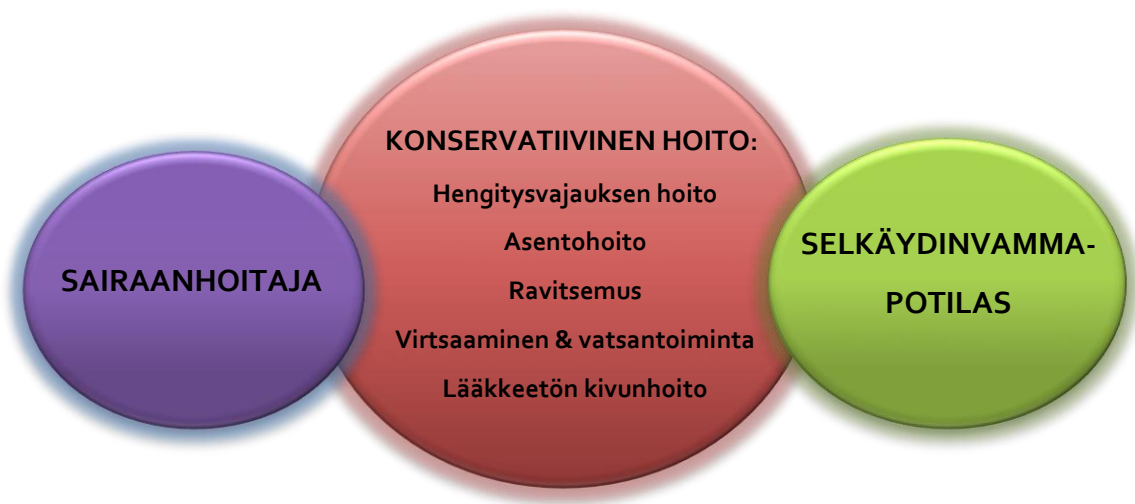 SAIRAANHOITAJA
KONSERVATIIVINEN HOITO:
Hengitysvajauksen hoito
Asentohoito
Ravitsemus
Virtsaaminen & vatsantoiminta
Lääkkeetön kivunhoito
SELKÄYDINVAMMA-
POTILAS